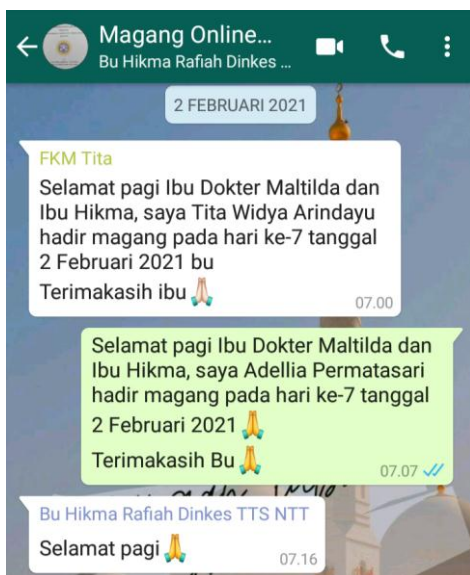 Magang Online...
Bu Hikma Rafiah Dinkes ...
2 FEBRUARI 2021
FKM Tita
Selamat pagi Ibu Dokter Maltilda dan
Ibu Hikma, saya Tita Widya Arindayu
hadir magang pada hari ke-7 tanggal
2 Februari 2021 bu
Terimakasih ibu🙏🏻
07.00
Selamat pagi Ibu Dokter Maltilda dan
Ibu Hikma, saya Adellia Permatasari
hadir magang pada hari ke-7 tanggal
2 Februari 2021🙏
Terimakasih Bu🙏
07.07
Bu Hikma Rafiah Dinkes TTS NTT
Selamat pagi🙏
07.16